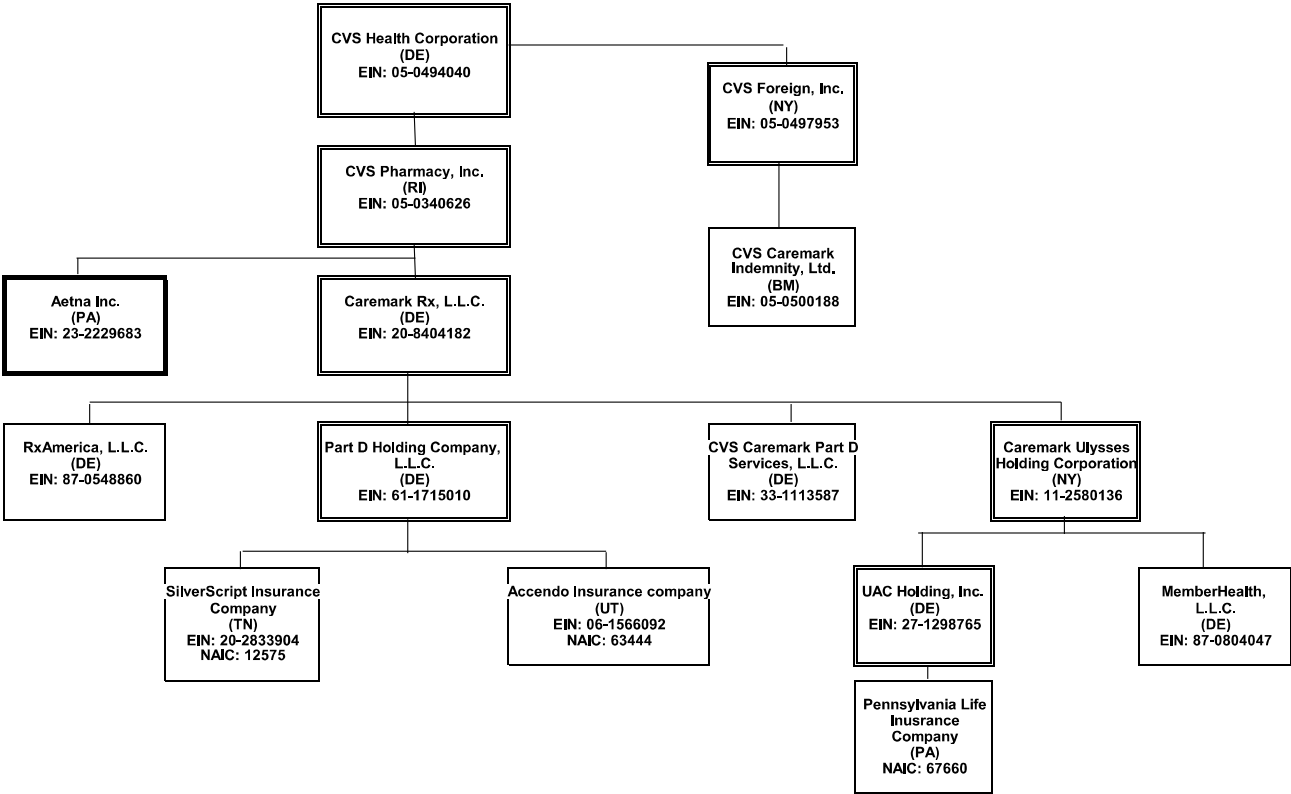 CVS Health Corporation
(DE)
EIN: 05-0494040
CVS Foreign, Inc.
(NY)
EIN: 05-0497953
CVS Pharmacy, Inc.
(RI)
EIN: 05-0340626
CVS Caremark
Indemnity, Ltd.
(BM)
EIN: 05-0500188
Aetna Inc.
(PA)
EIN: 23-2229683
Caremark Rx, L.L.C.
(DE)
EIN: 20-8404182
RxAmerica, L.L.C.
(DE)
EIN: 87-0548860
Part D Holding Company,
L.L.C.
(DE)
EIN: 61-1715010
CVS Caremark Part D
Services, L.L.C.
(DE)
EIN: 33-1113587
Caremark Ulysses
Holding Corporation
(NY)
EIN: 11-2580136
SilverScript Insurance
Company
(TN)
EIN: 20-2833904
NAIC: 12575
Accendo Insurance company
(UT)
EIN: 06-1566092
NAIC: 63444
UAC Holding, Inc.
(DE)
EIN: 27-1298765
MemberHealth,
L.L.C.
(DE)
EIN: 87-0804047
Pennsylvania Life
Inusrance
Company
(PA)
NAIC: 67660